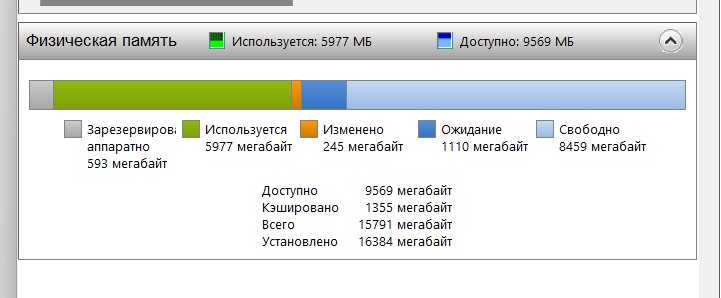 Физическая память
Используется: 5977 МБ
Доступно: 9569 МБ
Зарезервирова
аппаратно
593 мегабайт
Используется
5977 мегабайт
Изменено
245 мегабайт
Ожидание
1110 мегабайт
Свободно
8459 мегабайт
Доступно 9569 мегабайт
Кэшировано 1355 мегабайт
Всего 15791 мегабайт
Установлено 16384 мегабайт